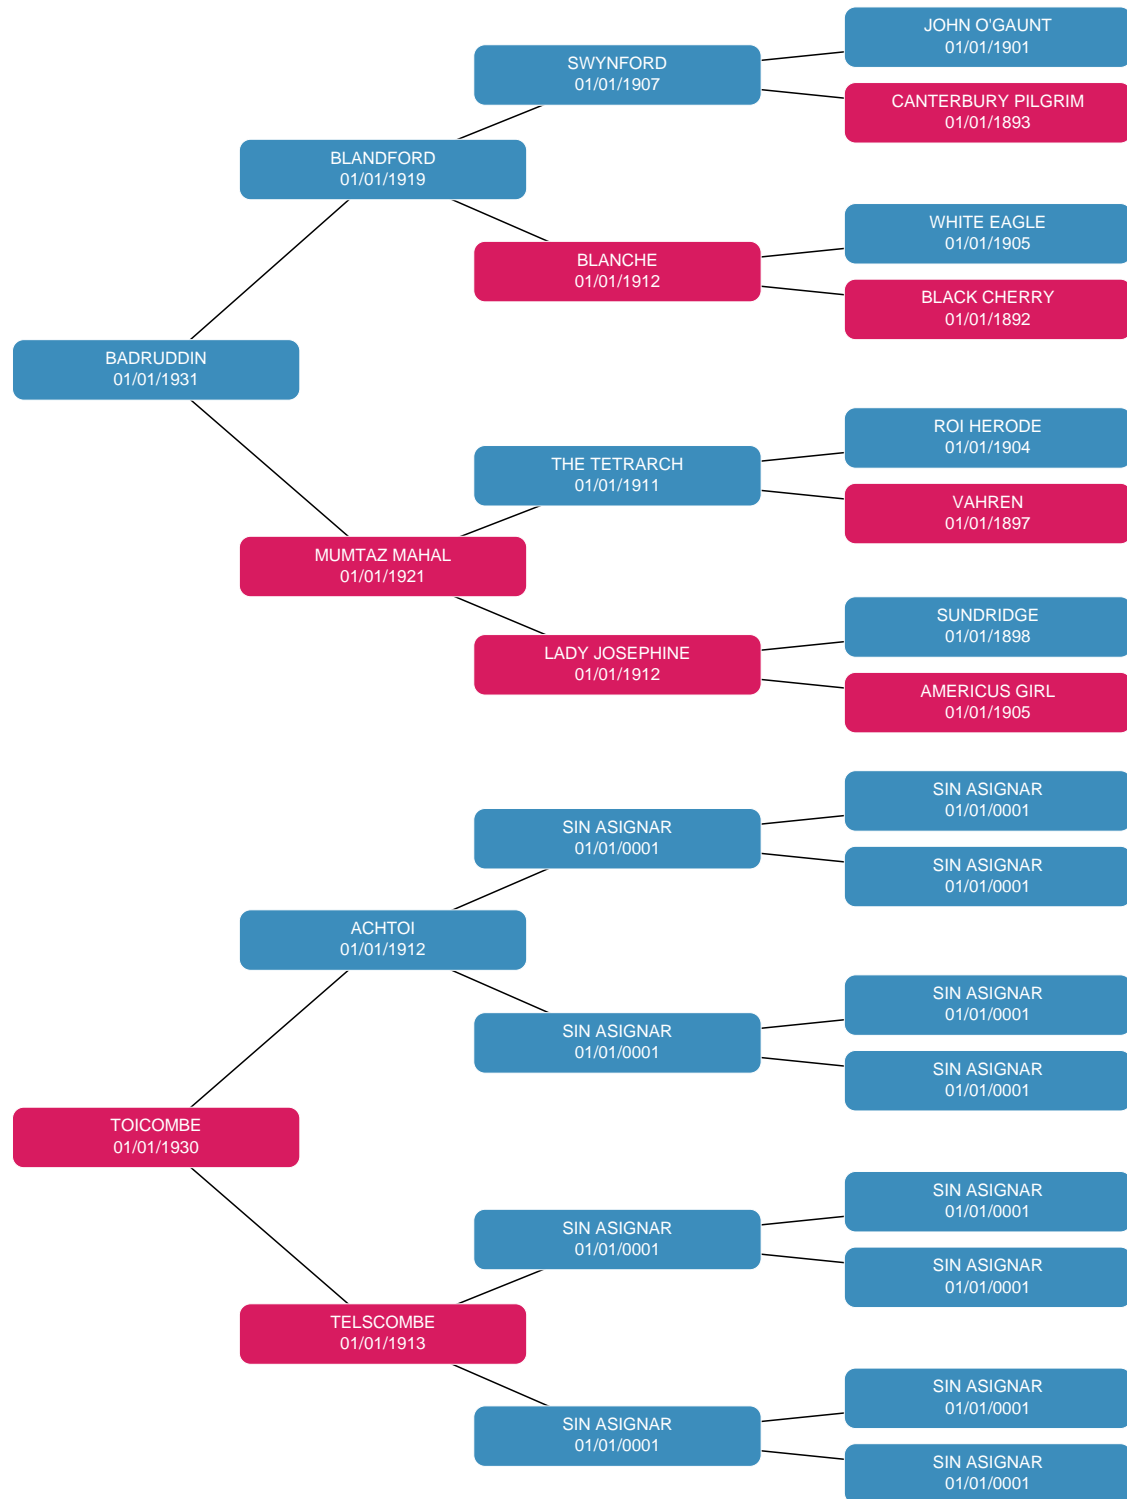 JOHN O'GAUNT
01/01/1901
SWYNFORD
01/01/1907
CANTERBURY PILGRIM
01/01/1893
BLANDFORD
01/01/1919
WHITE EAGLE
01/01/1905
BLANCHE
01/01/1912
BLACK CHERRY
01/01/1892
BADRUDDIN
01/01/1931
ROI HERODE
01/01/1904
THE TETRARCH
01/01/1911
VAHREN
01/01/1897
MUMTAZ MAHAL
01/01/1921
SUNDRIDGE
01/01/1898
LADY JOSEPHINE
01/01/1912
AMERICUS GIRL
01/01/1905
SIN ASIGNAR
01/01/0001
SIN ASIGNAR
01/01/0001
SIN ASIGNAR
01/01/0001
ACHTOI
01/01/1912
SIN ASIGNAR
01/01/0001
SIN ASIGNAR
01/01/0001
SIN ASIGNAR
01/01/0001
TOICOMBE
01/01/1930
SIN ASIGNAR
01/01/0001
SIN ASIGNAR
01/01/0001
SIN ASIGNAR
01/01/0001
TELSCOMBE
01/01/1913
SIN ASIGNAR
01/01/0001
SIN ASIGNAR
01/01/0001
SIN ASIGNAR
01/01/0001